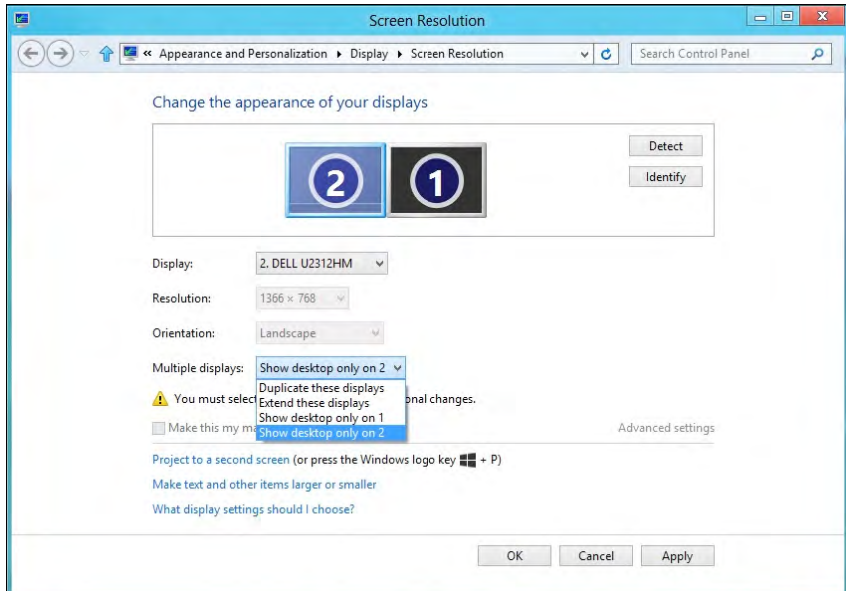 Screen Resolution
« Appearance and Personalization ▸ Display ▸ Screen Resolution
Search Control Panel
Change the appearance of your displays
2
1
Detect
Identify
Display: 2. DELL U2312HM
Resolution: 1366 × 768
Orientation: Landscape
Multiple displays: Show desktop only on 2
Duplicate these displays
Extend these displays
Show desktop only on 1
Show desktop only on 2
You must select onal changes.
Make this my Advanced settings
Project to a second screen (or press the Windows logo key + P)
Make text and other items larger or smaller
What display settings should I choose?
OK Cancel Apply